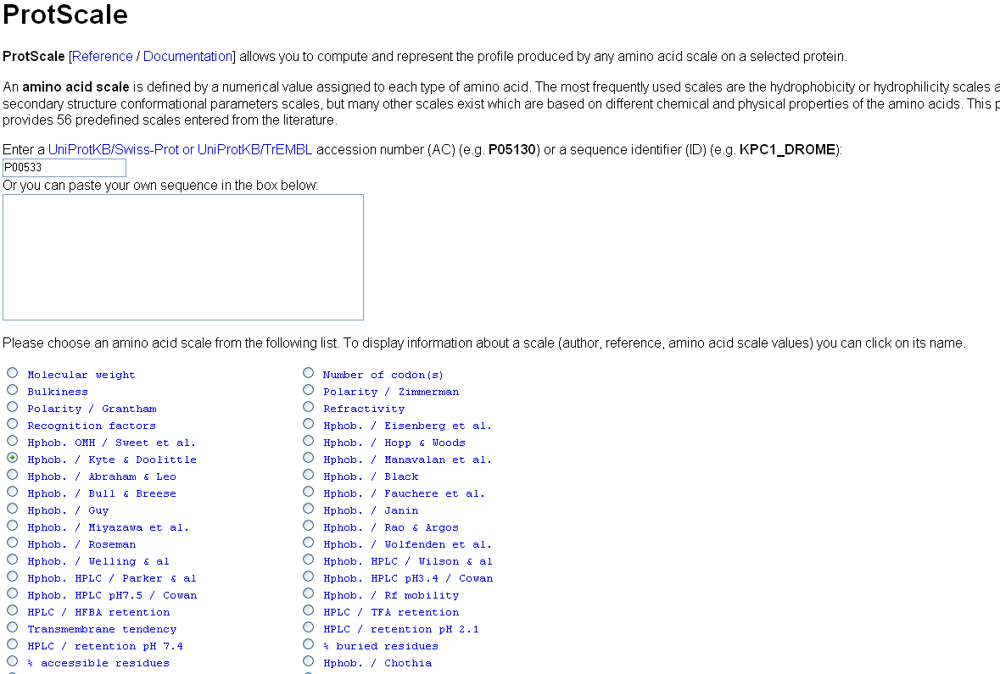 ProtScale
ProtScale [Reference / Documentation] allows you to compute and represent the profile produced by any amino acid scale on a selected protein.
An amino acid scale is defined by a numerical value assigned to each type of amino acid. The most frequently used scales are the hydrophobicity or hydrophilicity scales a
secondary structure conformational parameters scales, but many other scales exist which are based on different chemical and physical properties of the amino acids. This p
provides 56 predefined scales entered from the literature.
Enter a UniProtKB/Swiss-Prot or UniProtKB/TrEMBL accession number (AC) (e.g. P05130) or a sequence identifier (ID) (e.g. KPC1_DROME):
P00533
Or you can paste your own sequence in the box below:
Please choose an amino acid scale from the following list. To display information about a scale (author, reference, amino acid scale values) you can click on its name.
Molecular weight Number of codon(s)
Bulkiness Polarity / Zimmerman
Polarity / Grantham Refractivity
Recognition factors Hphob. / Eisenberg et al.
Hphob. OMH / Sweet et al. Hphob. / Hopp & Woods
Hphob. / Kyte & Doolittle Hphob. / Manavalan et al.
Hphob. / Abraham & Leo Hphob. / Black
Hphob. / Bull & Breese Hphob. / Fauchere et al.
Hphob. / Guy Hphob. / Janin
Hphob. / Miyazawa et al. Hphob. / Rao & Argos
Hphob. / Roseman Hphob. / Wolfenden et al.
Hphob. / Welling & al Hphob. HPLC / Wilson & al
Hphob. HPLC / Parker & al Hphob. HPLC pH3.4 / Cowan
Hphob. HPLC pH7.5 / Cowan Hphob. / Rf mobility
HPLC / HFBA retention HPLC / TFA retention
Transmembrane tendency HPLC / retention pH 2.1
HPLC / retention pH 7.4 % buried residues
% accessible residues Hphob. / Chothia